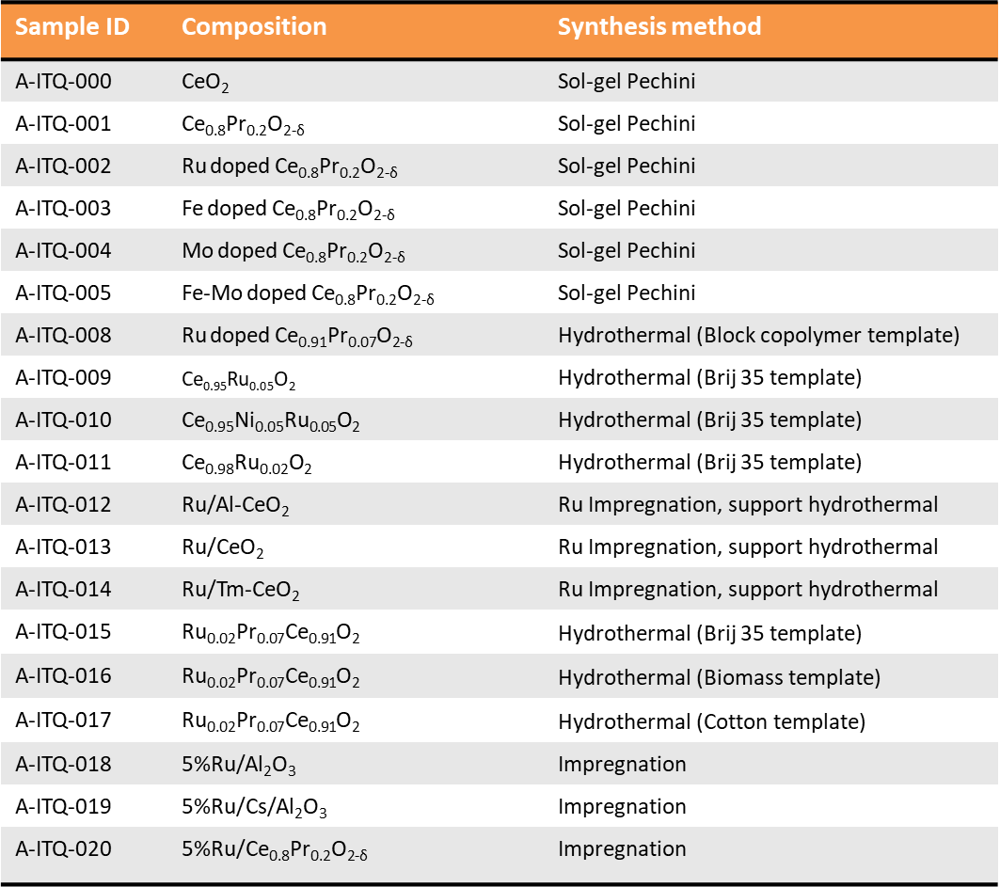 Sample ID Composition Synthesis method
A-ITQ-000 CeO₂ Sol-gel Pechini
A-ITQ-001 Ce₀.₈Pr₀.₂O₂-δ Sol-gel Pechini
A-ITQ-002 Ru doped Ce₀.₈Pr₀.₂O₂-δ Sol-gel Pechini
A-ITQ-003 Fe doped Ce₀.₈Pr₀.₂O₂-δ Sol-gel Pechini
A-ITQ-004 Mo doped Ce₀.₈Pr₀.₂O₂-δ Sol-gel Pechini
A-ITQ-005 Fe-Mo doped Ce₀.₈Pr₀.₂O₂-δ Sol-gel Pechini
A-ITQ-008 Ru doped Ce₀.₉₁Pr₀.₀₇O₂-δ Hydrothermal (Block copolymer template)
A-ITQ-009 Ce₀.₉₅Ru₀.₀₅O₂ Hydrothermal (Brij 35 template)
A-ITQ-010 Ce₀.₉₅Ni₀.₀₅Ru₀.₀₅O₂ Hydrothermal (Brij 35 template)
A-ITQ-011 Ce₀.₉₈Ru₀.₀₂O₂ Hydrothermal (Brij 35 template)
A-ITQ-012 Ru/Al-CeO₂ Ru Impregnation, support hydrothermal
A-ITQ-013 Ru/CeO₂ Ru Impregnation, support hydrothermal
A-ITQ-014 Ru/Tm-CeO₂ Ru Impregnation, support hydrothermal
A-ITQ-015 Ru₀.₀₂Pr₀.₀₇Ce₀.₉₁O₂ Hydrothermal (Brij 35 template)
A-ITQ-016 Ru₀.₀₂Pr₀.₀₇Ce₀.₉₁O₂ Hydrothermal (Biomass template)
A-ITQ-017 Ru₀.₀₂Pr₀.₀₇Ce₀.₉₁O₂ Hydrothermal (Cotton template)
A-ITQ-018 5%Ru/Al₂O₃ Impregnation
A-ITQ-019 5%Ru/Cs/Al₂O₃ Impregnation
A-ITQ-020 5%Ru/Ce₀.₈Pr₀.₂O₂-δ Impregnation